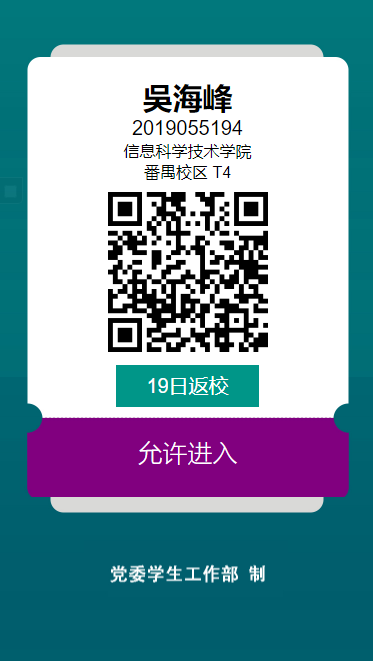 吳海峰
2019055194
信息科学技术学院
番禺校区 T4
19日返校
允许进入
党委学生工作部 制